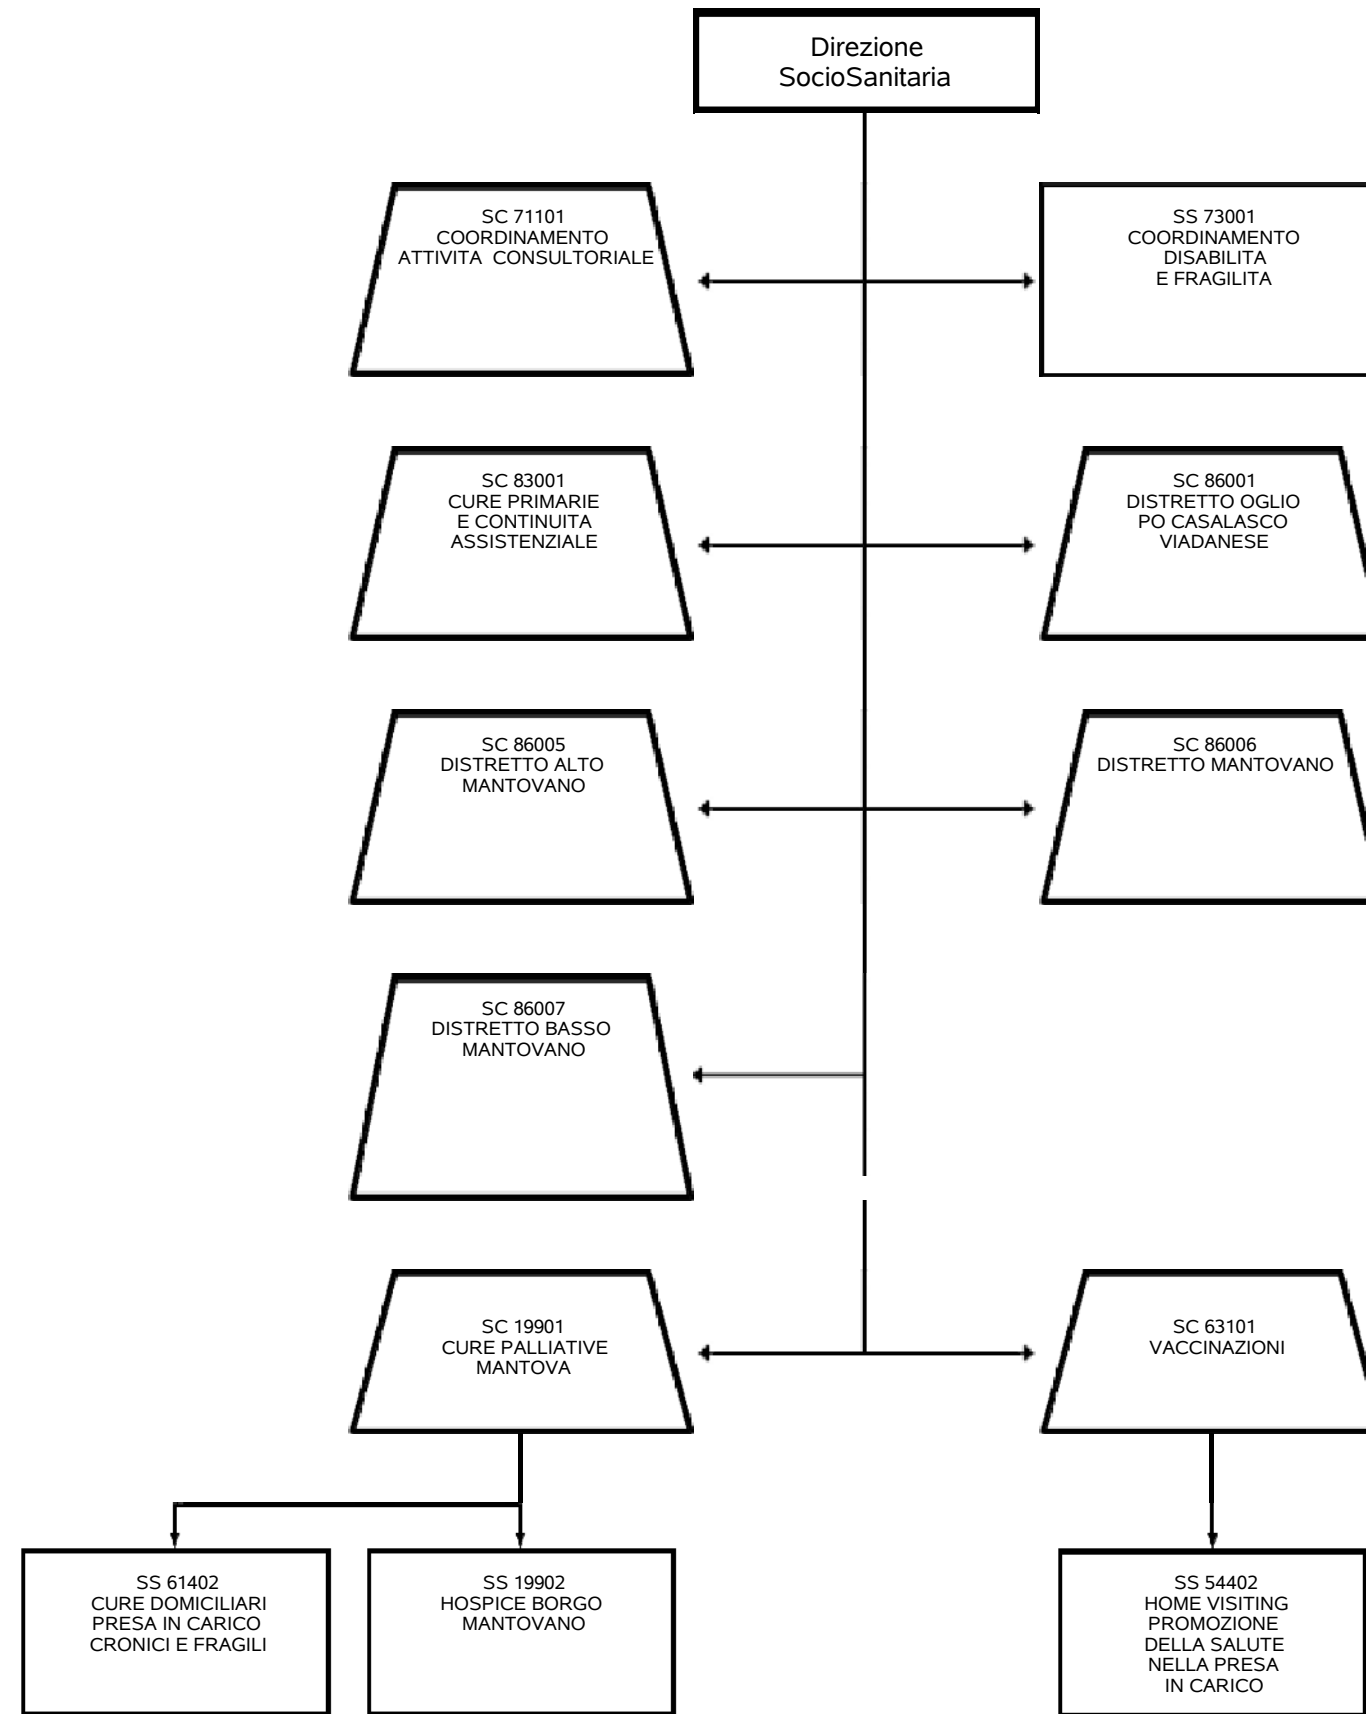 Direzione
SocioSanitaria
SC 71101
COORDINAMENTO
ATTIVITA  CONSULTORIALE
SS 73001
COORDINAMENTO
DISABILITA
E FRAGILITA
SC 83001
CURE PRIMARIE
E CONTINUITA
ASSISTENZIALE
SC 86001
DISTRETTO OGLIO
PO CASALASCO
VIADANESE
SC 86005
DISTRETTO ALTO
MANTOVANO
SC 86006
DISTRETTO MANTOVANO
SC 86007
DISTRETTO BASSO
MANTOVANO
SC 19901
CURE PALLIATIVE
MANTOVA
SC 63101
VACCINAZIONI
SS 61402
CURE DOMICILIARI
PRESA IN CARICO
CRONICI E FRAGILI
SS 19902
HOSPICE BORGO
MANTOVANO
SS 54402
HOME VISITING
PROMOZIONE
DELLA SALUTE
NELLA PRESA
IN CARICO